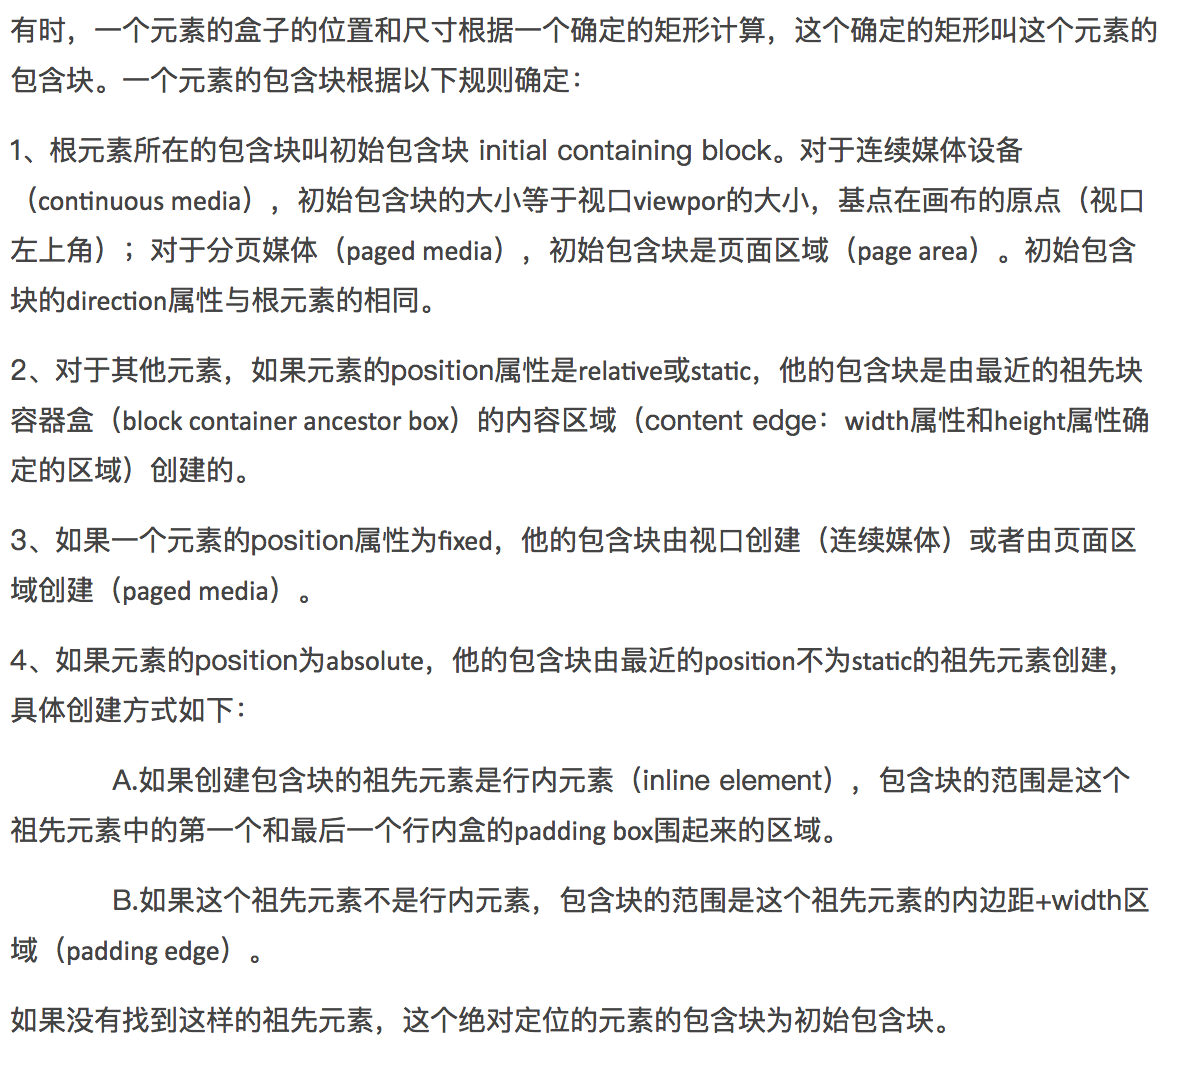 有时，一个元素的盒子的位置和尺寸根据一个确定的矩形计算，这个确定的矩形叫这个元素的
包含块。一个元素的包含块根据以下规则确定：
1、根元素所在的包含块叫初始包含块 initial containing block。对于连续媒体设备
（continuous media），初始包含块的大小等于视口viewpor的大小，基点在画布的原点（视口
左上角）；对于分页媒体（paged media），初始包含块是页面区域（page area）。初始包含
块的direction属性与根元素的相同。
2、对于其他元素，如果元素的position属性是relative或static，他的包含块是由最近的祖先块
容器盒（block container ancestor box）的内容区域（content edge：width属性和height属性确
定的区域）创建的。
3、如果一个元素的position属性为fixed，他的包含块由视口创建（连续媒体）或者由页面区
域创建（paged media）。
4、如果元素的position为absolute，他的包含块由最近的position不为static的祖先元素创建，
具体创建方式如下：
A.如果创建包含块的祖先元素是行内元素（inline element），包含块的范围是这个
祖先元素中的第一个和最后一个行内盒的padding box围起来的区域。
B.如果这个祖先元素不是行内元素，包含块的范围是这个祖先元素的内边距+width区
域（padding edge）。
如果没有找到这样的祖先元素，这个绝对定位的元素的包含块为初始包含块。